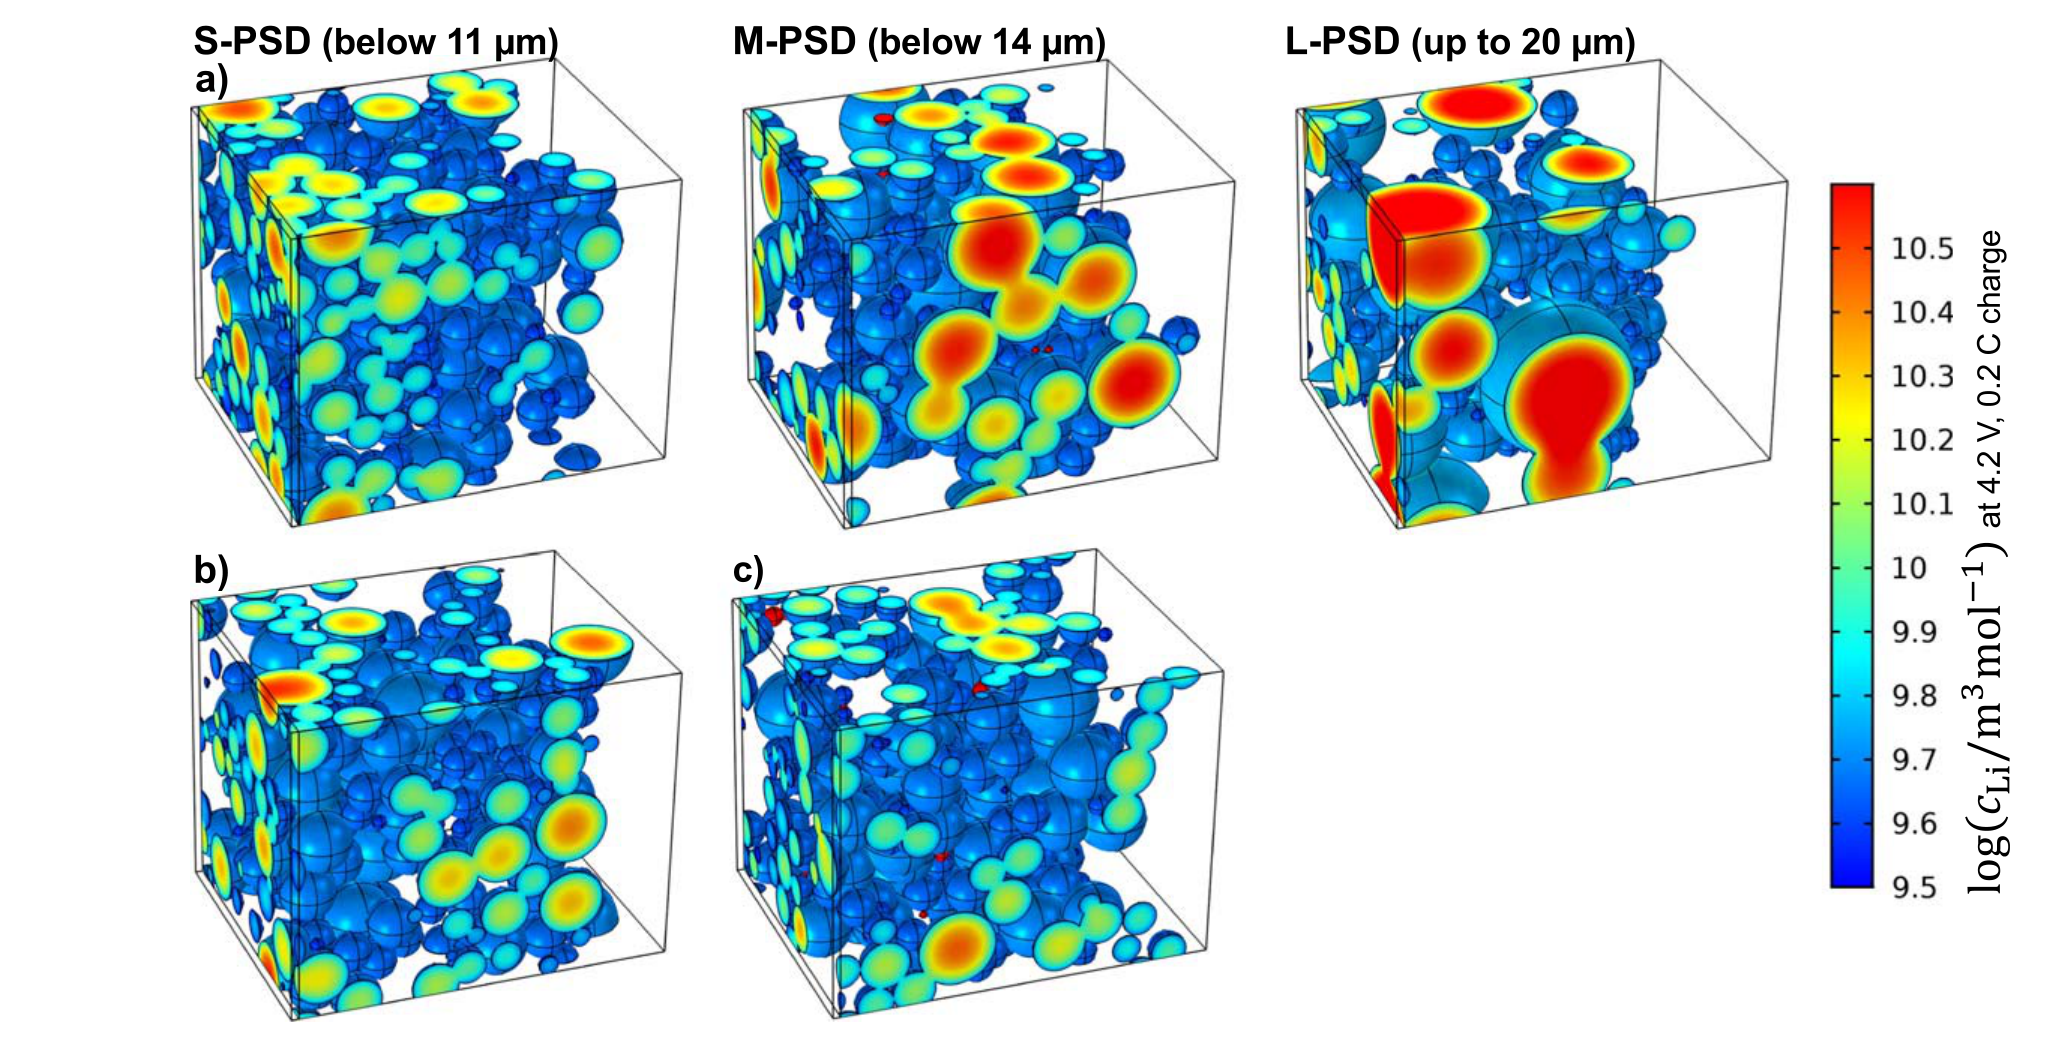 S-PSD (below 11 µm)
M-PSD (below 14 µm)
L-PSD (up to 20 µm)
a)
b)
c)
10.5
10.4
10.3
10.2
10.1
10
9.9
9.8
9.7
9.6
9.5
log(c_Li/m³mol⁻¹) at 4.2 V, 0.2 C charge